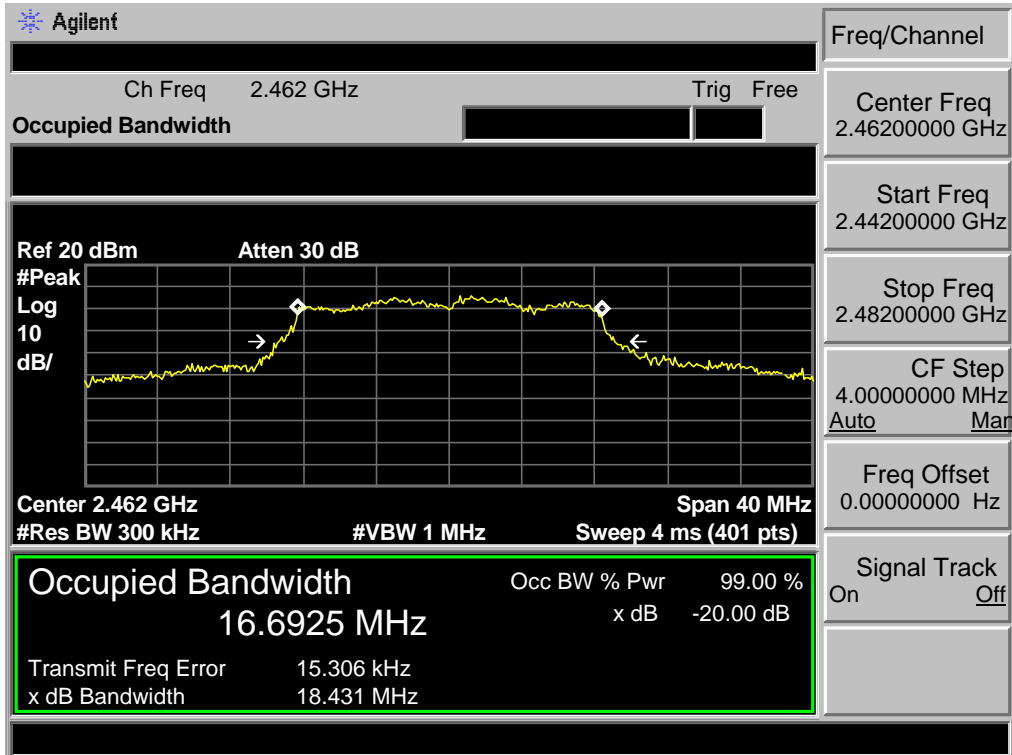 Agilent
Freq/Channel
Ch Freq 2.462 GHz Trig Free
Occupied Bandwidth
Center Freq
2.46200000 GHz
Start Freq
2.44200000 GHz
Stop Freq
2.48200000 GHz
CF Step
4.00000000 MHz
Auto Man
Freq Offset
0.00000000 Hz
Signal Track
On Off
Ref 20 dBm Atten 30 dB
#Peak
Log
10
dB/
Center 2.462 GHz Span 40 MHz
#Res BW 300 kHz #VBW 1 MHz Sweep 4 ms (401 pts)
Occupied Bandwidth Occ BW % Pwr 99.00 %
16.6925 MHz x dB -20.00 dB
Transmit Freq Error 15.306 kHz
x dB Bandwidth 18.431 MHz